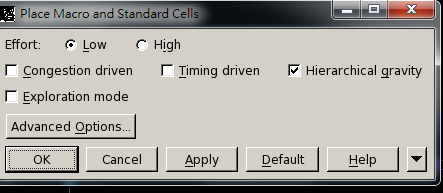 Place Macro and Standard Cells
Effort: Low High
Congestion driven Timing driven Hierarchical gravity
Exploration mode
Advanced Options...
OK Cancel Apply Default Help